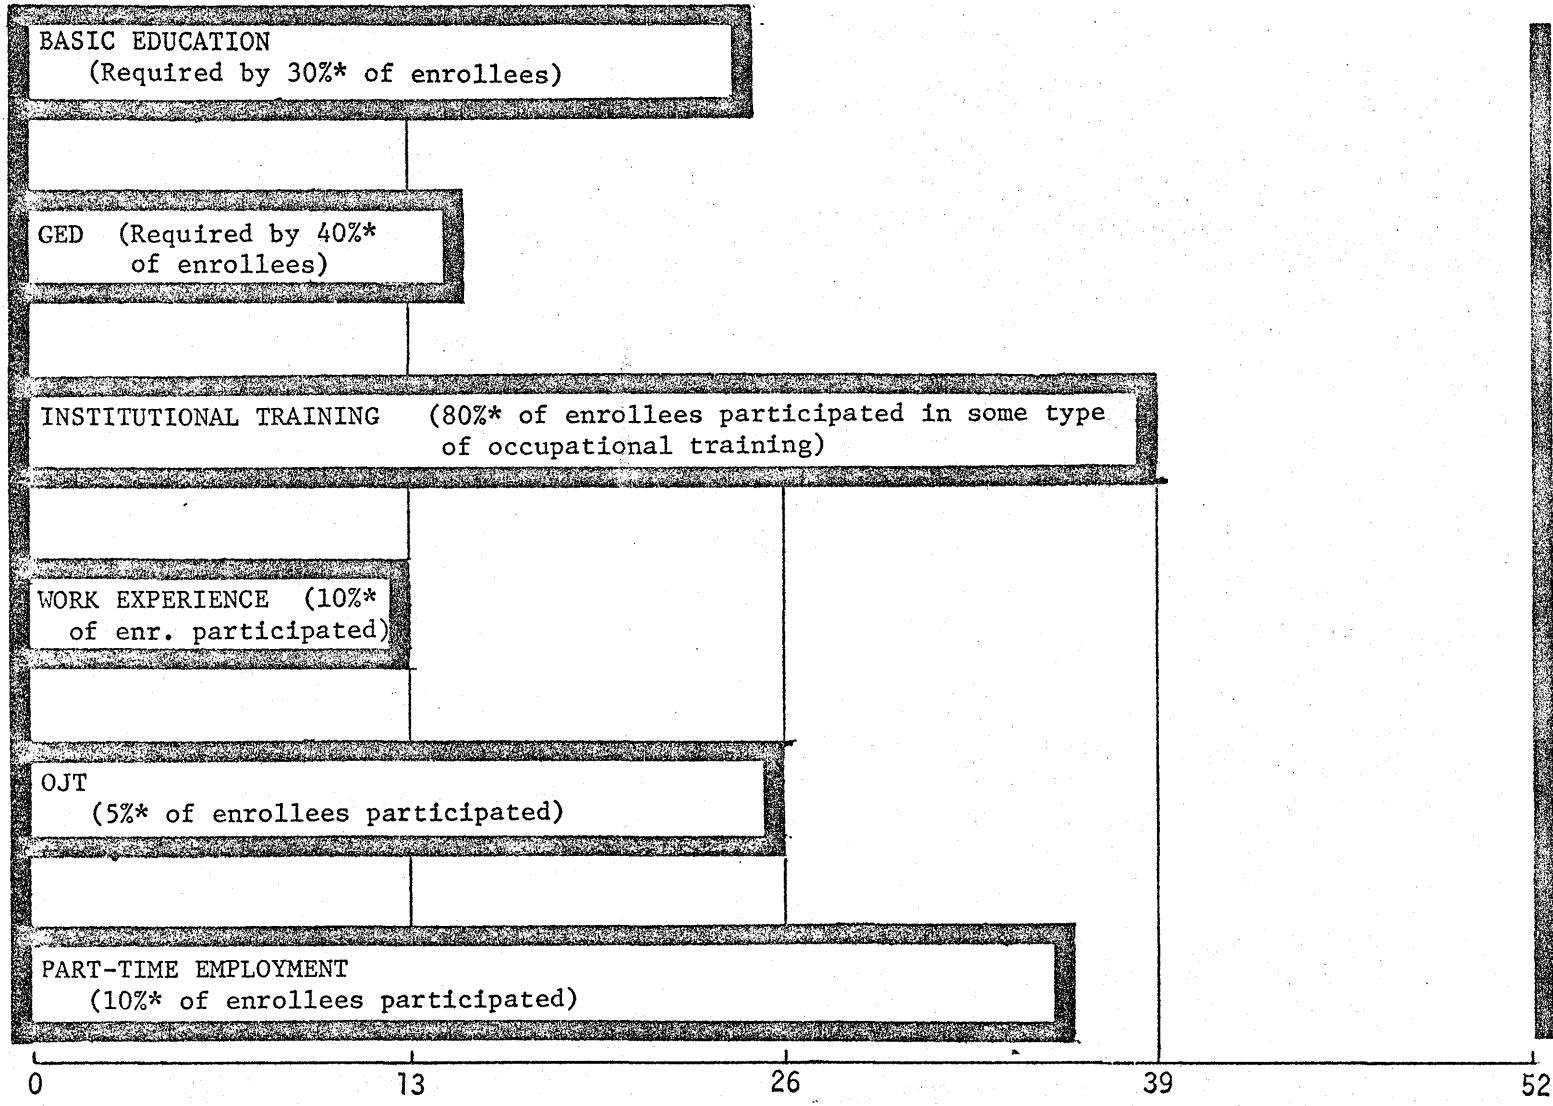 BASIC EDUCATION
(Required by 30%* of enrollees)
GED (Required by 40%*
of enrollees)
INSTITUTIONAL TRAINING (80%* of enrollees participated in some type
of occupational training)
WORK EXPERIENCE (10%*
of enr. participated)
OJT
(5%* of enrollees participated)
PART-TIME EMPLOYMENT
(10%* of enrollees participated)
0 13 26 39 52